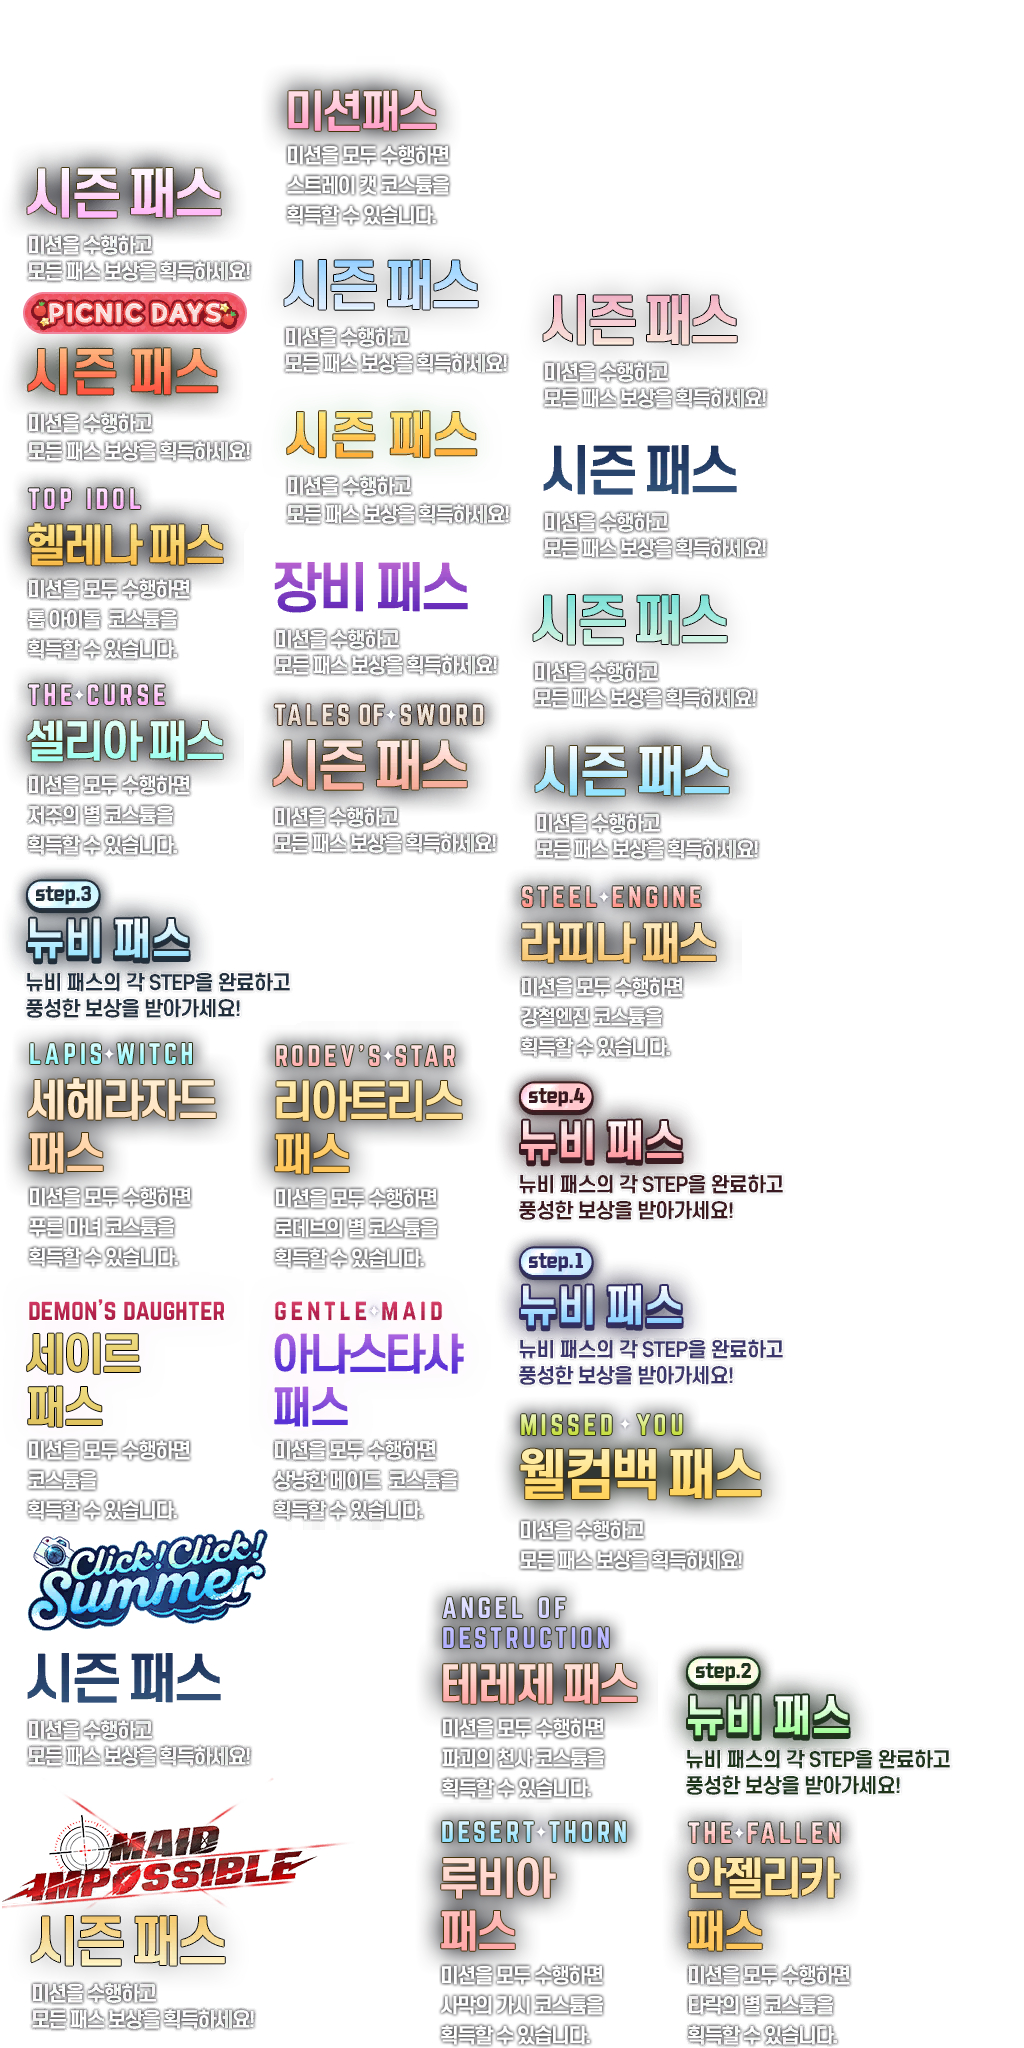 미션패스
미션을 모두 수행하면
스트레이 캣 코스튬을
획득할 수 있습니다.
시즌 패스
미션을 수행하고
모든 패스 보상을 획득하세요!
시즌 패스
미션을 수행하고
모든 패스 보상을 획득하세요!
시즌 패스
미션을 수행하고
모든 패스 보상을 획득하세요!
PICNIC DAYS
시즌 패스
미션을 수행하고
모든 패스 보상을 획득하세요!
시즌 패스
미션을 수행하고
모든 패스 보상을 획득하세요!
시즌 패스
미션을 수행하고
모든 패스 보상을 획득하세요!
TOP IDOL
헬레나 패스
미션을 모두 수행하면
톱 아이돌 코스튬을
획득할 수 있습니다.
장비 패스
미션을 수행하고
모든 패스 보상을 획득하세요!
시즌 패스
미션을 수행하고
모든 패스 보상을 획득하세요!
THE CURSE
셀리아 패스
미션을 모두 수행하면
저주의 별 코스튬을
획득할 수 있습니다.
TALES OF SWORD
시즌 패스
미션을 수행하고
모든 패스 보상을 획득하세요!
시즌 패스
미션을 수행하고
모든 패스 보상을 획득하세요!
step.3
뉴비 패스
뉴비 패스의 각 STEP을 완료하고
풍성한 보상을 받아가세요!
STEEL ENGINE
라피나 패스
미션을 모두 수행하면
강철엔진 코스튬을
획득할 수 있습니다.
LAPIS WITCH
세헤라자드
패스
미션을 모두 수행하면
푸른 마녀 코스튬을
획득할 수 있습니다.
RODEV'S STAR
리아트리스
패스
미션을 모두 수행하면
로데브의 별 코스튬을
획득할 수 있습니다.
step.4
뉴비 패스
뉴비 패스의 각 STEP을 완료하고
풍성한 보상을 받아가세요!
step.1
뉴비 패스
뉴비 패스의 각 STEP을 완료하고
풍성한 보상을 받아가세요!
DEMON'S DAUGHTER
세이르
패스
미션을 모두 수행하면
코스튬을
획득할 수 있습니다.
GENTLE MAID
아나스타샤
패스
미션을 모두 수행하면
상냥한 메이드 코스튬을
획득할 수 있습니다.
MISSED YOU
웰컴백 패스
미션을 수행하고
모든 패스 보상을 획득하세요!
Click! Click!
Summer
시즌 패스
미션을 수행하고
모든 패스 보상을 획득하세요!
ANGEL OF
DESTRUCTION
테레제 패스
미션을 모두 수행하면
파괴의 천사 코스튬을
획득할 수 있습니다.
step.2
뉴비 패스
뉴비 패스의 각 STEP을 완료하고
풍성한 보상을 받아가세요!
MAID
IMPOSSIBLE
시즌 패스
미션을 수행하고
모든 패스 보상을 획득하세요!
DESERT THORN
루비아
패스
미션을 모두 수행하면
사막의 가시 코스튬을
획득할 수 있습니다.
THE FALLEN
안젤리카
패스
미션을 모두 수행하면
타락의 별 코스튬을
획득할 수 있습니다.